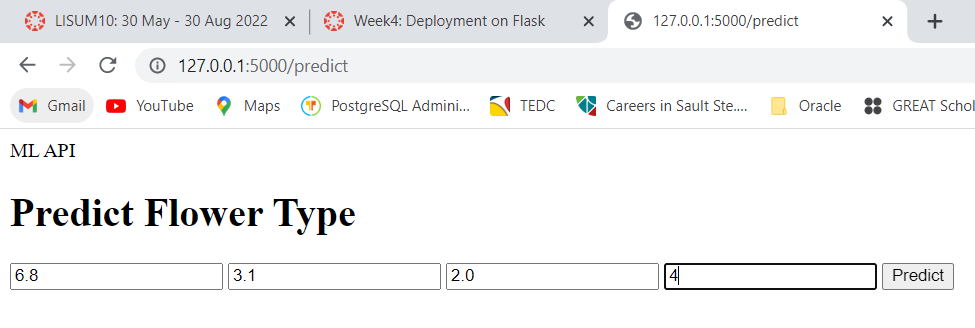 LISUM10: 30 May - 30 Aug 2022 Week4: Deployment on Flask 127.0.0.1:5000/predict
127.0.0.1:5000/predict
Gmail YouTube Maps PostgreSQL Admini... TEDC Careers in Sault Ste.... Oracle GREAT Schol
ML API
Predict Flower Type
6.8 3.1 2.0 4 Predict